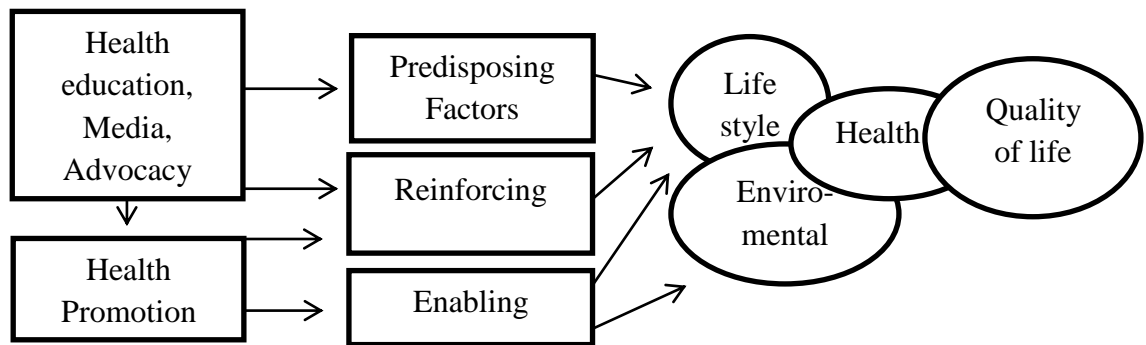 Health
education,
Media,
Advocacy
Health
Promotion
Predisposing
Factors
Reinforcing
Enabling
Life
style
Enviro-
mental
Health
Quality
of life